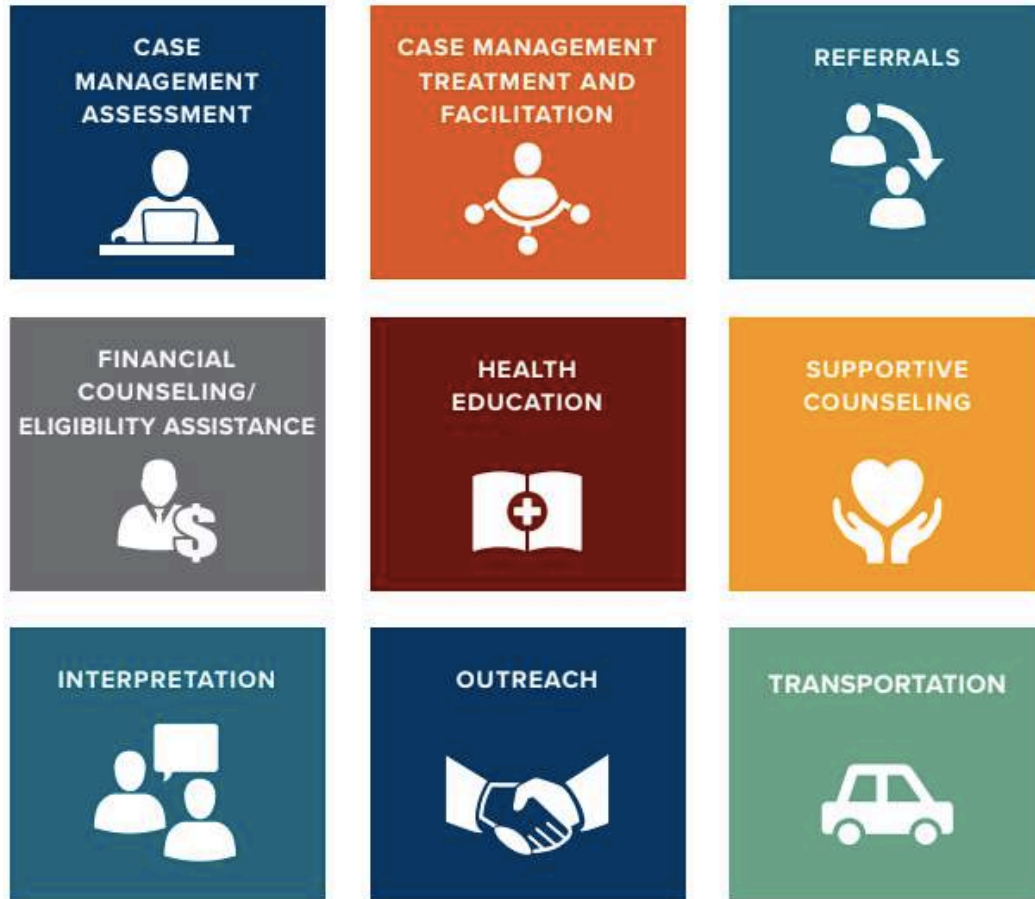 CASE
MANAGEMENT
ASSESSMENT
CASE MANAGEMENT
TREATMENT AND
FACILITATION
REFERRALS
FINANCIAL
COUNSELING/
ELIGIBILITY ASSISTANCE
HEALTH
EDUCATION
SUPPORTIVE
COUNSELING
INTERPRETATION
OUTREACH
TRANSPORTATION